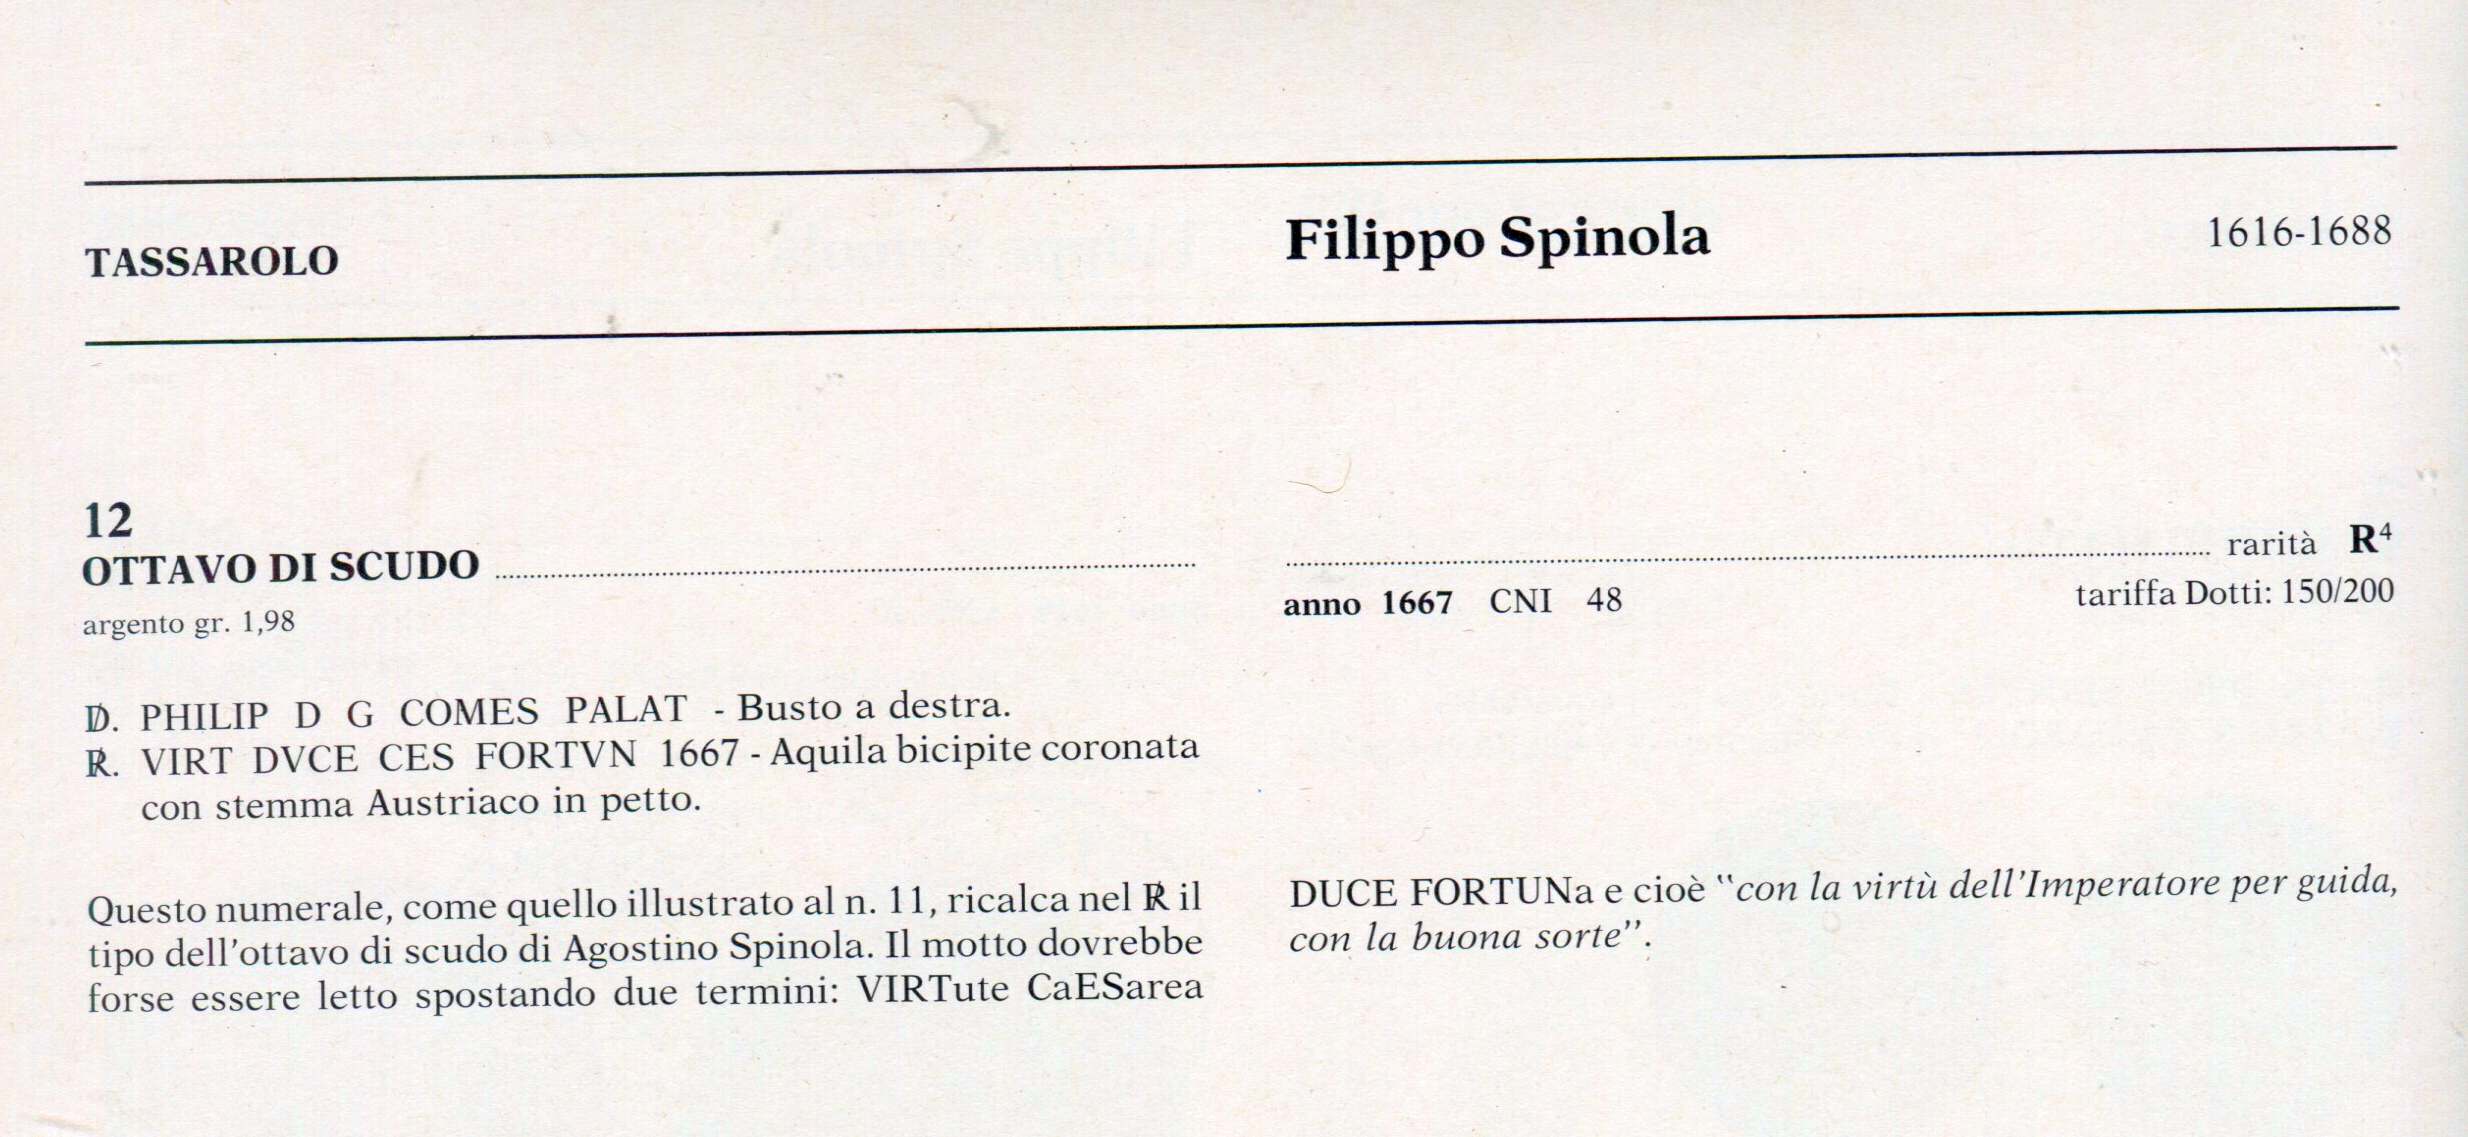 TASSAROLO
Filippo Spinola
1616-1688
12
OTTAVO DI SCUDO
argento gr. 1,98
rarità R⁴
anno 1667 CNI 48
tariffa Dotti: 150/200
D. PHILIP D G COMES PALAT - Busto a destra.
R. VIRT DVCE CES FORTVN 1667 - Aquila bicipite coronata
con stemma Austriaco in petto.
Questo numerale, come quello illustrato al n. 11, ricalca nel R il
tipo dell'ottavo di scudo di Agostino Spinola. Il motto dovrebbe
forse essere letto spostando due termini: VIRTute CaESarea
DUCE FORTUNa e cioè "con la virtù dell'Imperatore per guida,
con la buona sorte".